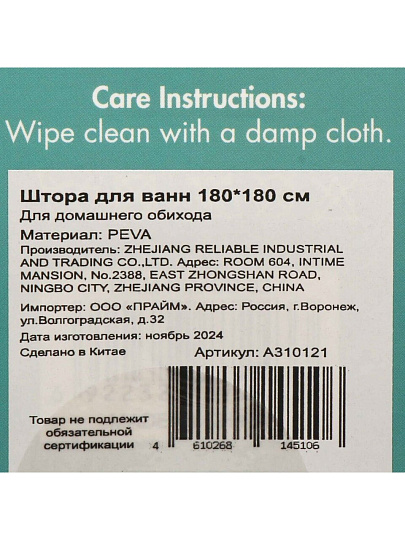 Care Instructions:
Wipe clean with a damp cloth.
Штора для ванн 180*180 см
Для домашнего обихода
Материал: PEVA
Производитель: ZHEJIANG RELIABLE INDUSTRIAL
AND TRADING CO.,LTD. Адрес: ROOM 604, INTIME
MANSION, No.2388, EAST ZHONGSHAN ROAD,
NINGBO CITY, ZHEJIANG PROVINCE, CHINA
Импортер: ООО «ПРАЙМ». Адрес: Россия, г.Воронеж,
ул.Волгоградская, д.32
Дата изготовления: ноябрь 2024
Сделано в Китае Артикул: A310121
Товар не подлежит
обязательной
сертификации
4 610268 145106